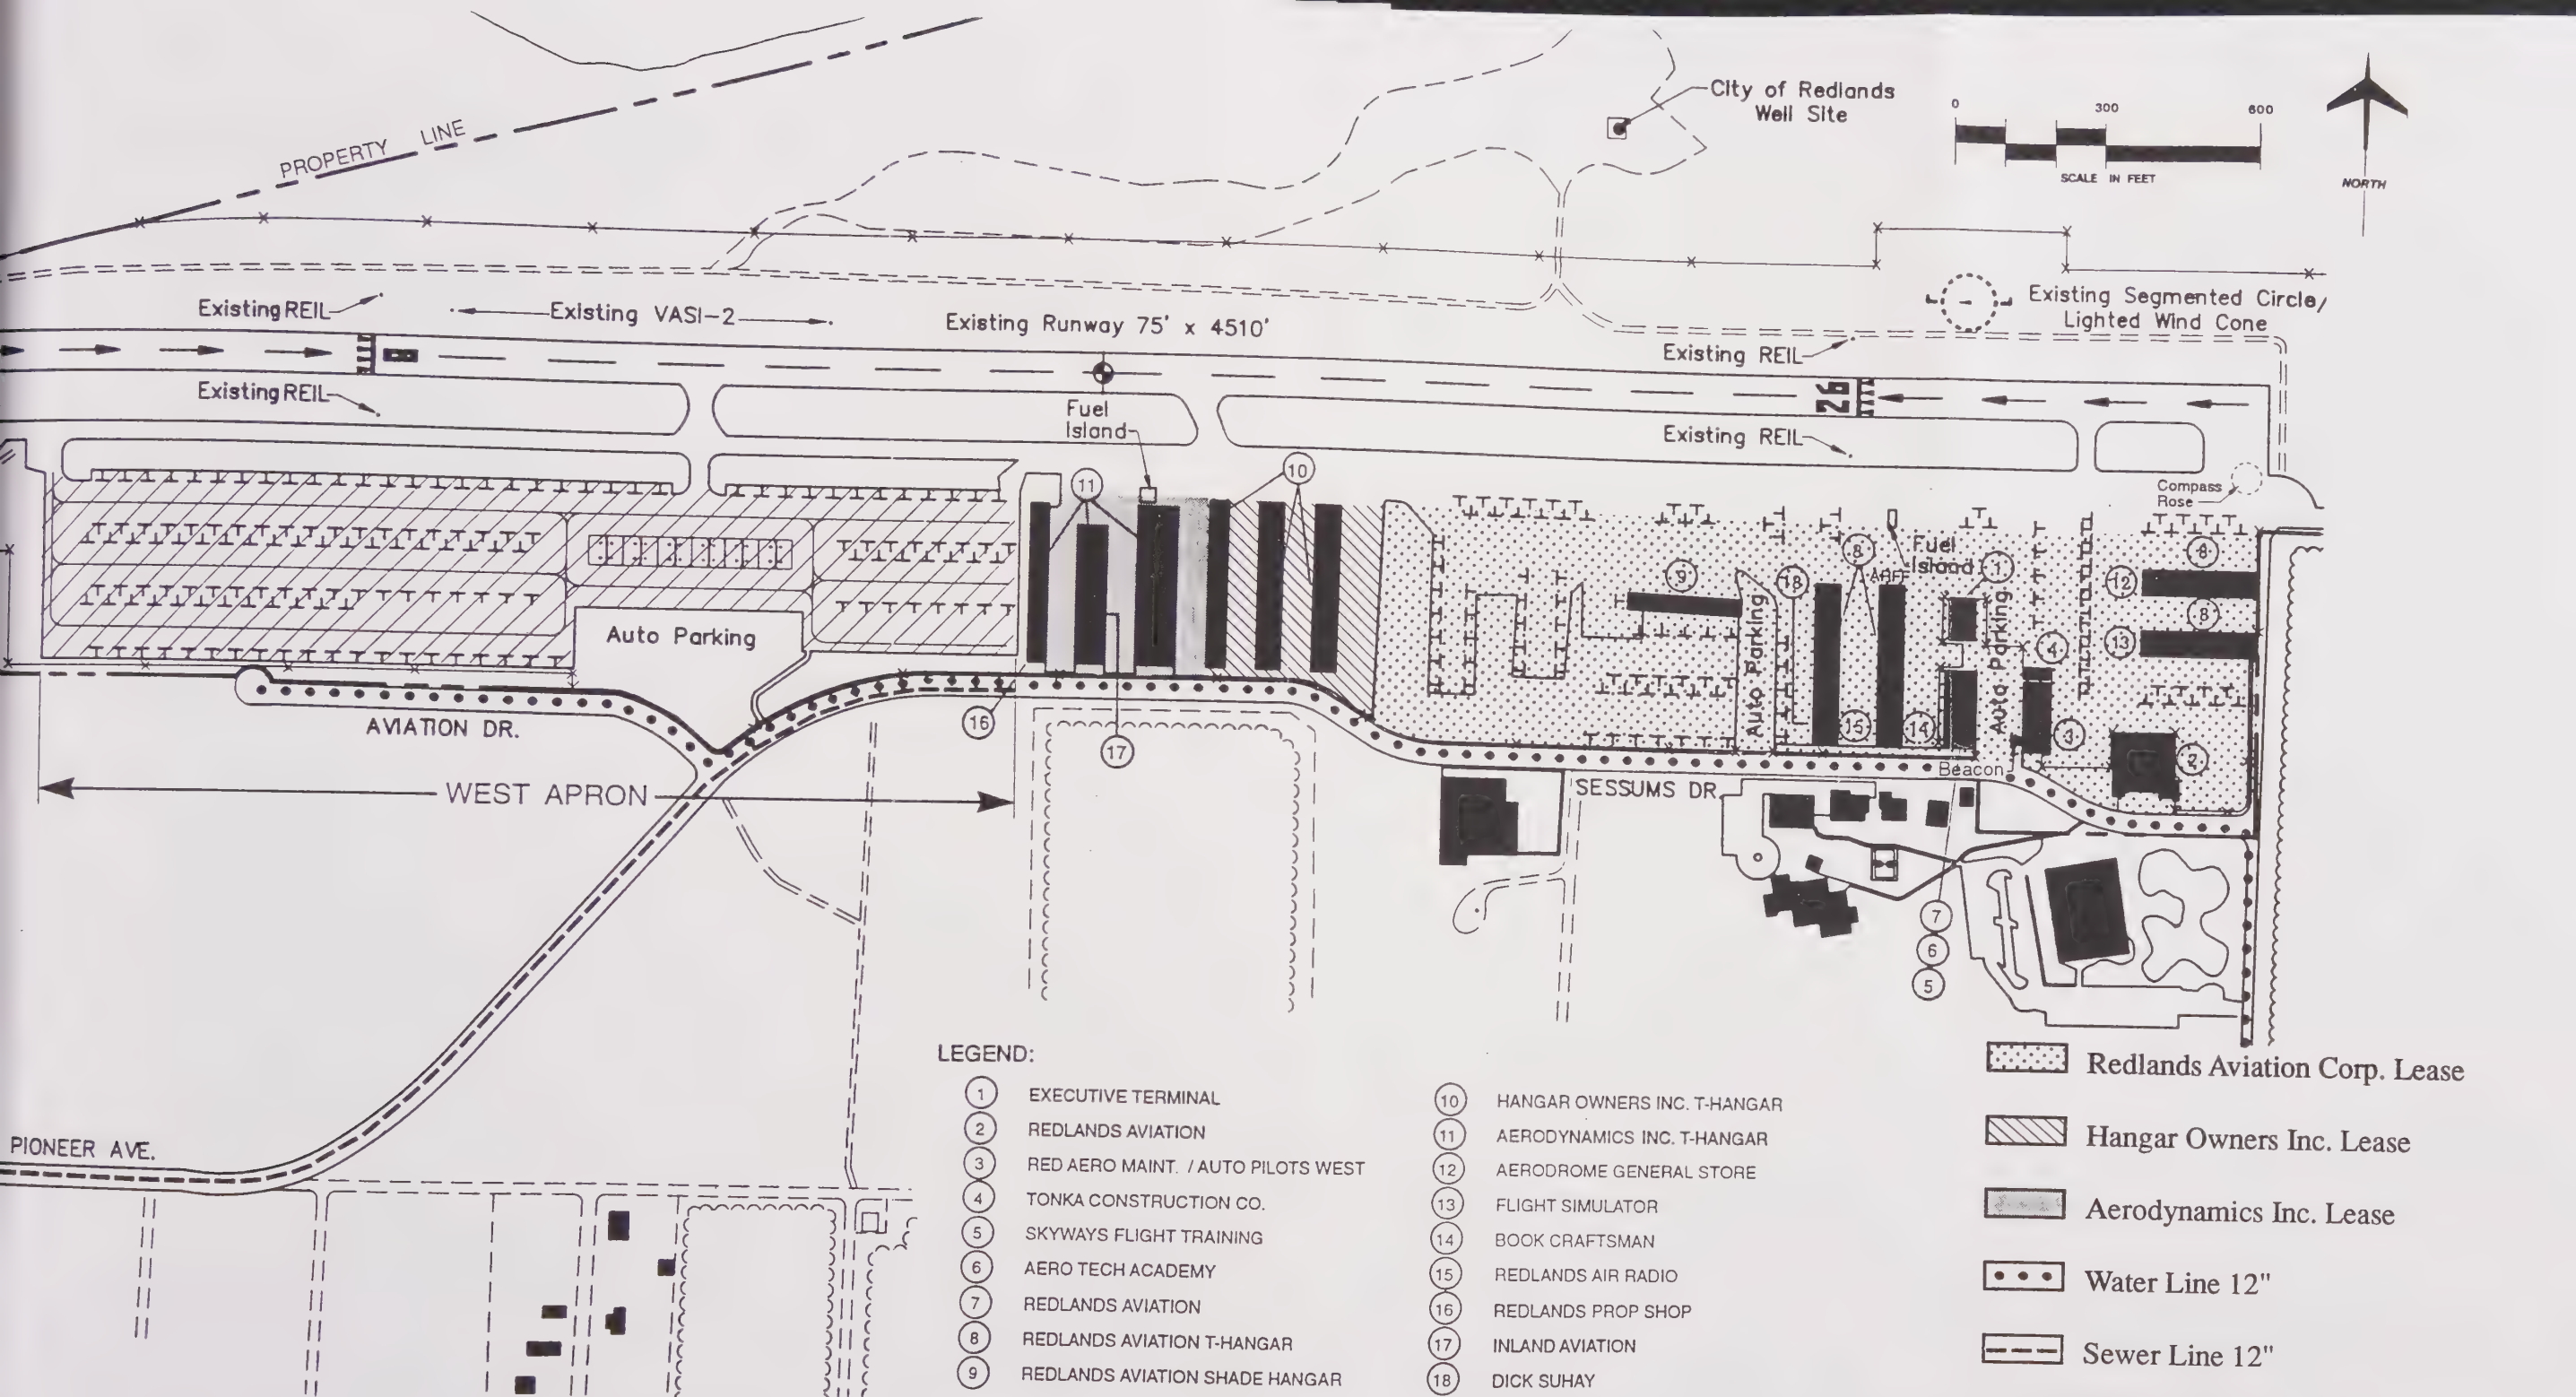 City of Redlands
Well Site
0 300 600
SCALE IN FEET
NORTH
PROPERTY LINE
Existing REIL
Existing VASI-2
Existing Runway 75' x 4510'
Existing Segmented Circle/
Lighted Wind Cone
Existing REIL
Existing REIL
26
Fuel
Island
Existing REIL
Compass
Rose
10
11
8
Fuel
Island
1
8
9
18
ARFF
12
8
Auto Parking
13
4
Auto Parking
Auto Parking
16
17
15
14
3
2
AVIATION DR.
Beacon
WEST APRON
SESSUMS DR.
7
6
5
PIONEER AVE.
LEGEND:
1 EXECUTIVE TERMINAL
2 REDLANDS AVIATION
3 RED AERO MAINT. / AUTO PILOTS WEST
4 TONKA CONSTRUCTION CO.
5 SKYWAYS FLIGHT TRAINING
6 AERO TECH ACADEMY
7 REDLANDS AVIATION
8 REDLANDS AVIATION T-HANGAR
9 REDLANDS AVIATION SHADE HANGAR
10 HANGAR OWNERS INC. T-HANGAR
11 AERODYNAMICS INC. T-HANGAR
12 AERODROME GENERAL STORE
13 FLIGHT SIMULATOR
14 BOOK CRAFTSMAN
15 REDLANDS AIR RADIO
16 REDLANDS PROP SHOP
17 INLAND AVIATION
18 DICK SUHAY
Redlands Aviation Corp. Lease
Hangar Owners Inc. Lease
Aerodynamics Inc. Lease
Water Line 12"
Sewer Line 12"